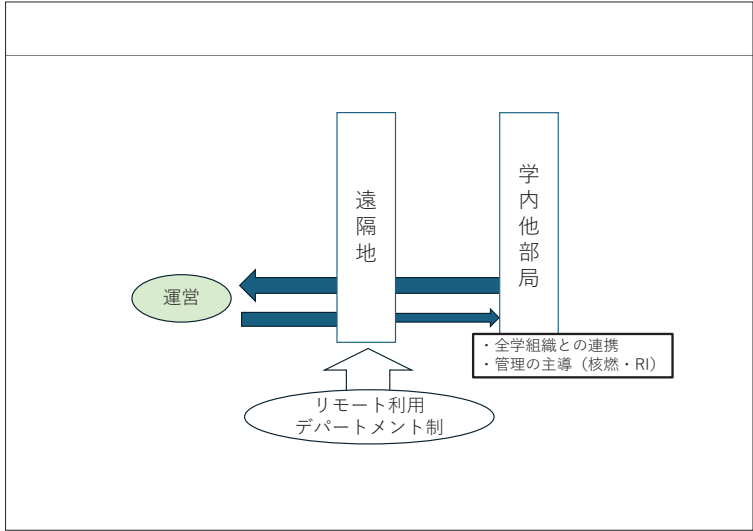 遠隔地
学内他部局
運営
・全学組織との連携
・管理の主導（核燃・RI）
リモート利用
デパートメント制